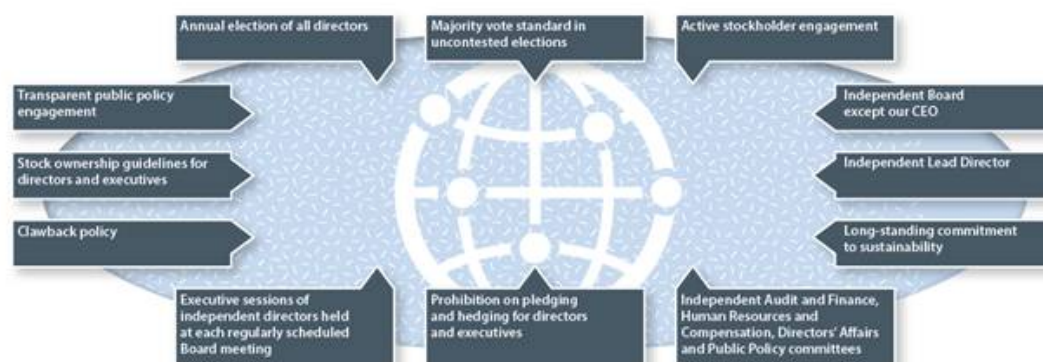 Annual election of all directors
Majority vote standard in
uncontested elections
Active stockholder engagement
Transparent public policy
engagement
Independent Board
except our CEO
Stock ownership guidelines for
directors and executives
Independent Lead Director
Clawback policy
Long-standing commitment
to sustainability
Executive sessions of
independent directors held
at each regularly scheduled
Board meeting
Prohibition on pledging
and hedging for directors
and executives
Independent Audit and Finance,
Human Resources and
Compensation, Directors' Affairs
and Public Policy committees